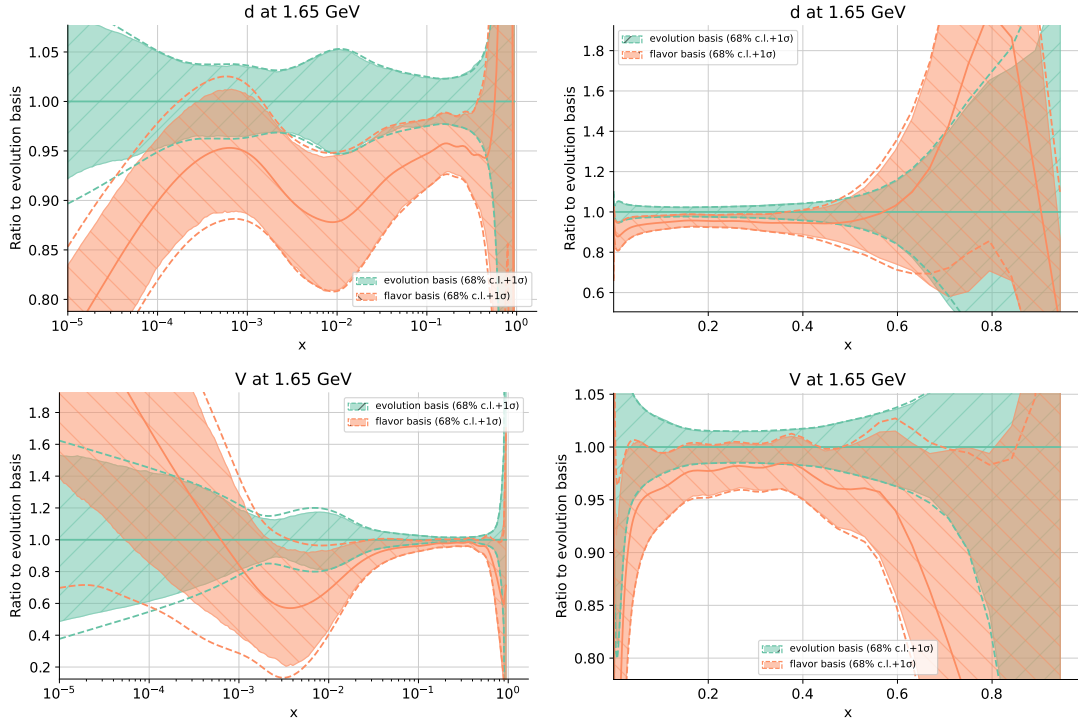 d at 1.65 GeV
Ratio to evolution basis
1.05
1.00
0.95
0.90
0.85
0.80
evolution basis (68% c.l.+1σ)
flavor basis (68% c.l.+1σ)
10⁻⁵ 10⁻⁴ 10⁻³ 10⁻² 10⁻¹ 10⁰
x
d at 1.65 GeV
Ratio to evolution basis
evolution basis (68% c.l.+1σ)
flavor basis (68% c.l.+1σ)
1.8
1.6
1.4
1.2
1.0
0.8
0.6
0.2 0.4 0.6 0.8
x
V at 1.65 GeV
Ratio to evolution basis
evolution basis (68% c.l.+1σ)
flavor basis (68% c.l.+1σ)
1.8
1.6
1.4
1.2
1.0
0.8
0.6
0.4
0.2
10⁻⁵ 10⁻⁴ 10⁻³ 10⁻² 10⁻¹ 10⁰
x
V at 1.65 GeV
Ratio to evolution basis
1.05
1.00
0.95
0.90
0.85
0.80
evolution basis (68% c.l.+1σ)
flavor basis (68% c.l.+1σ)
0.2 0.4 0.6 0.8
x